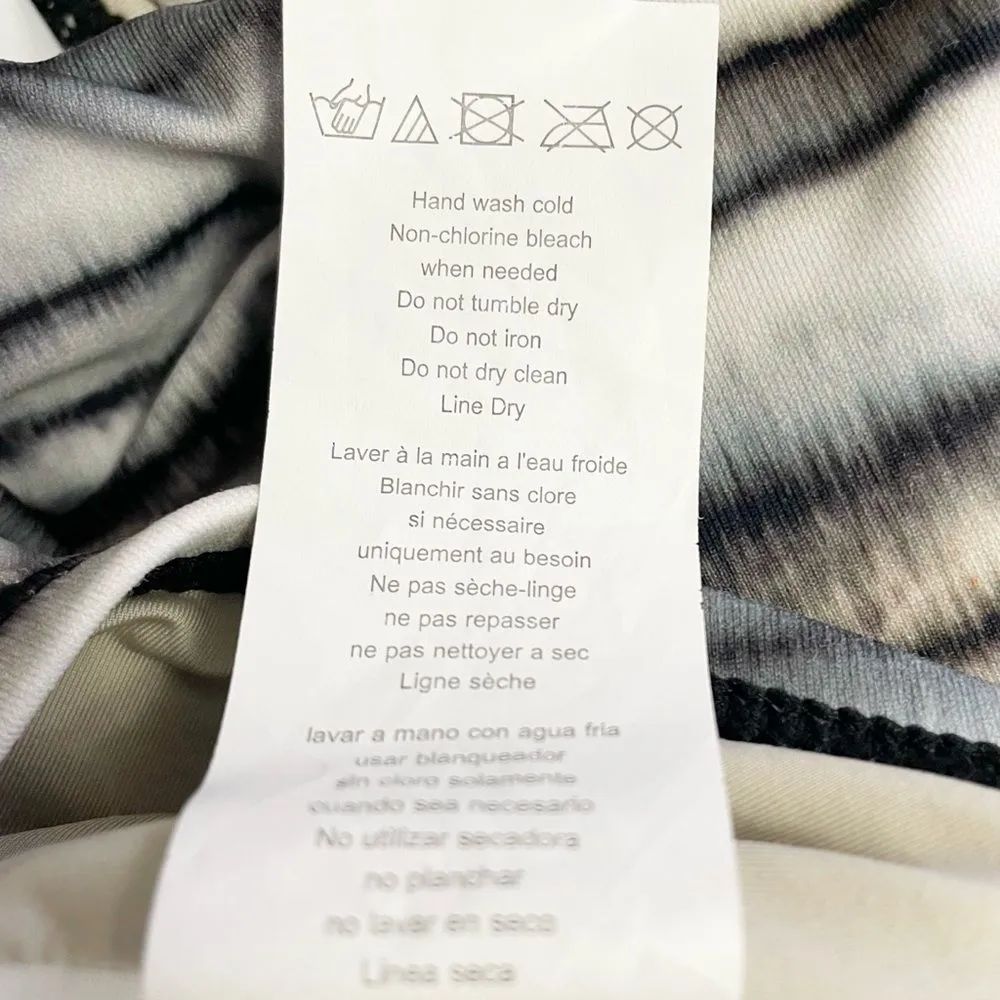 Hand wash cold
Non-chlorine bleach
when needed
Do not tumble dry
Do not iron
Do not dry clean
Line Dry
Laver à la main a l'eau froide
Blanchir sans clore
si nécessaire
uniquement au besoin
Ne pas sèche-linge
ne pas repasser
ne pas nettoyer a sec
Ligne sèche
lavar a mano con agua fria
usar blanqueador
sin cloro solamente
cuando sea necesario
No utilizar secadora
no planchar
no lavar en seco
Linea seca